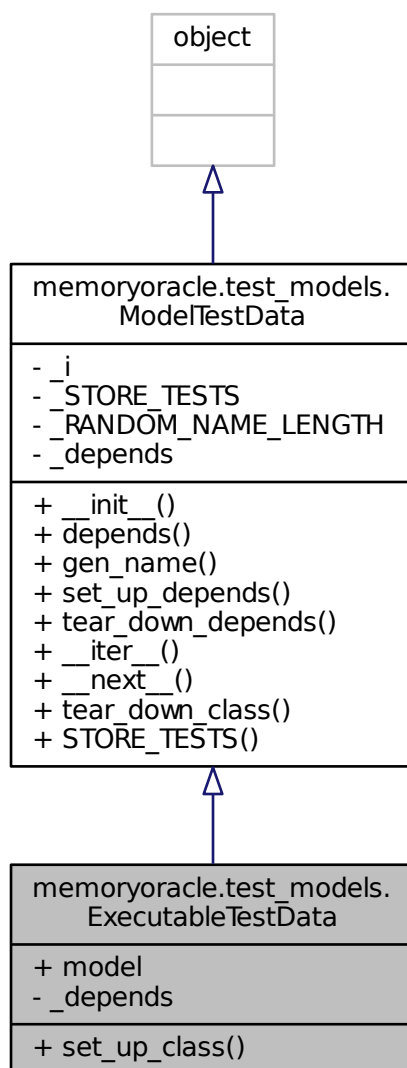 object
memoryoracle.test_models.
ModelTestData
- _i
- _STORE_TESTS
- _RANDOM_NAME_LENGTH
- _depends
+ __init__()
+ depends()
+ gen_name()
+ set_up_depends()
+ tear_down_depends()
+ __iter__()
+ __next__()
+ tear_down_class()
+ STORE_TESTS()
memoryoracle.test_models.
ExecutableTestData
+ model
- _depends
+ set_up_class()